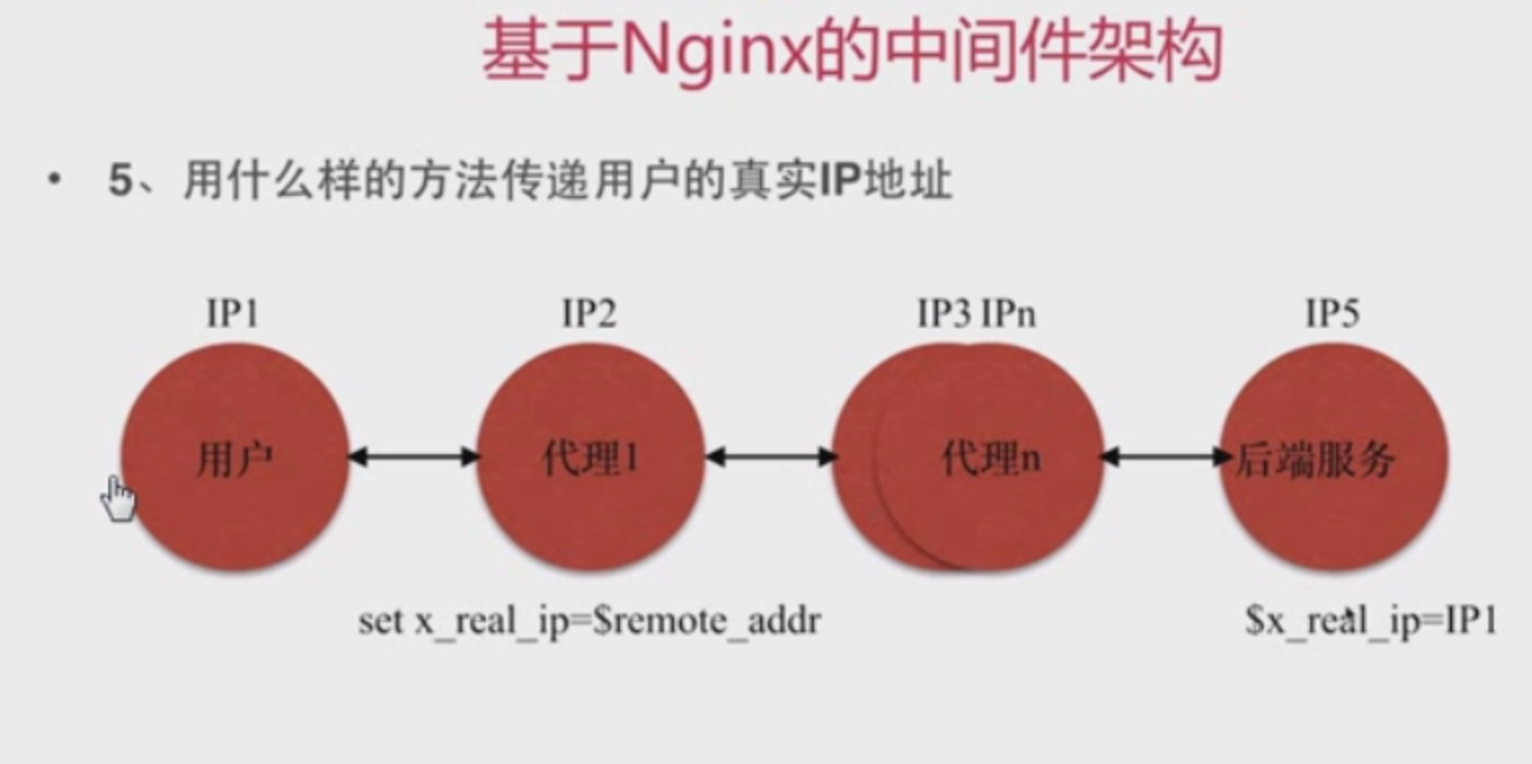 基于Nginx的中间件架构
• 5、用什么样的方法传递用户的真实IP地址
IP1
IP2
IP3 IPn
IP5
用户
代理1
代理n
后端服务
set x_real_ip=$remote_addr
$x_real_ip=IP1